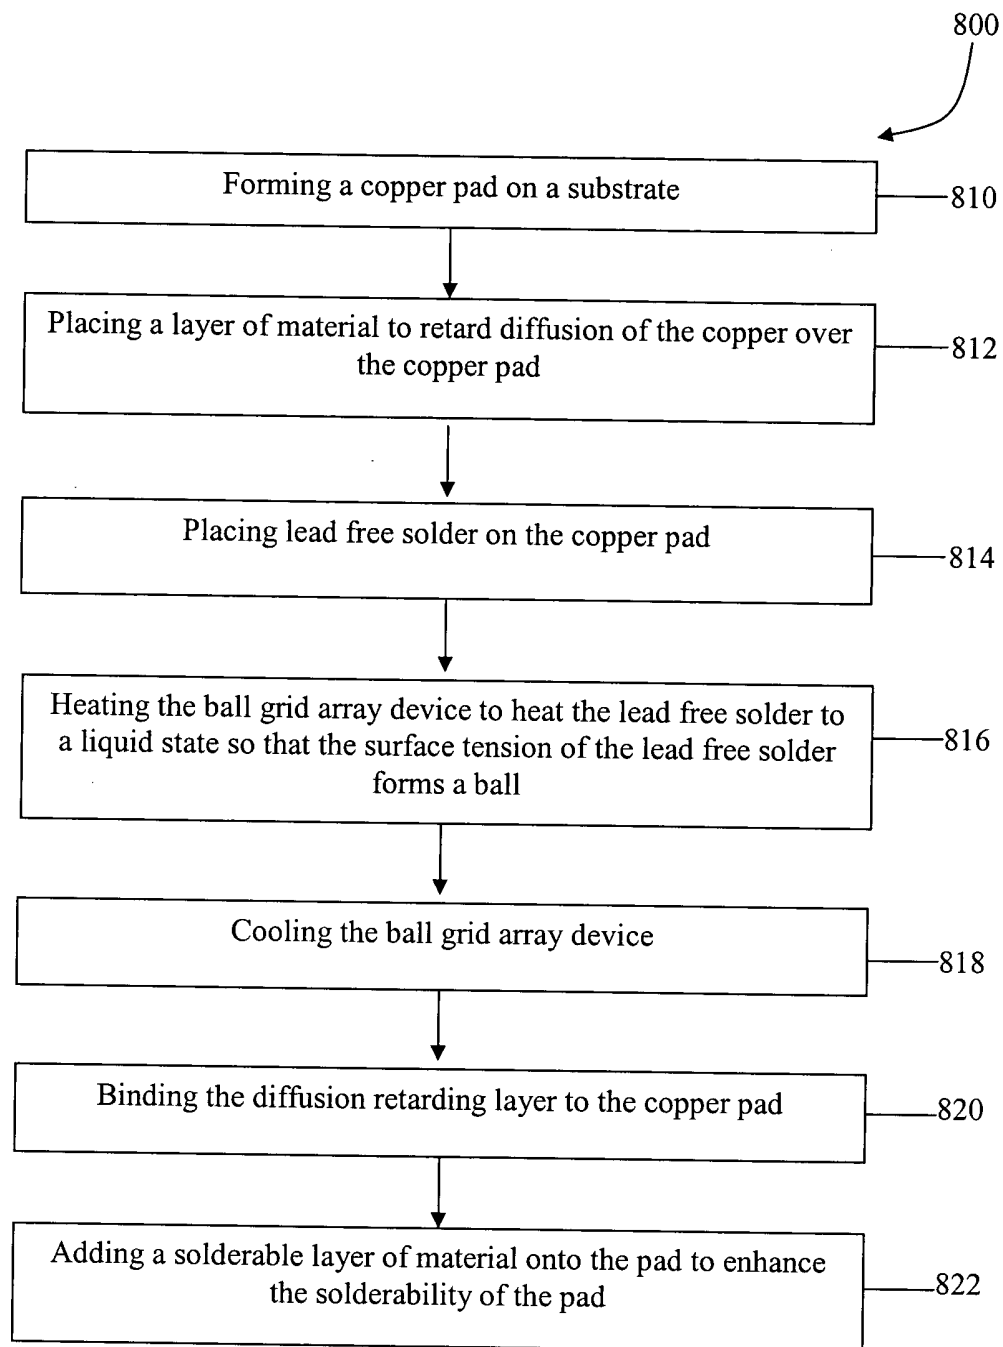 800
Forming a copper pad on a substrate
810
Placing a layer of material to retard diffusion of the copper over
the copper pad
812
Placing lead free solder on the copper pad
814
Heating the ball grid array device to heat the lead free solder to
a liquid state so that the surface tension of the lead free solder
forms a ball
816
Cooling the ball grid array device
818
Binding the diffusion retarding layer to the copper pad
820
Adding a solderable layer of material onto the pad to enhance
the solderability of the pad
822